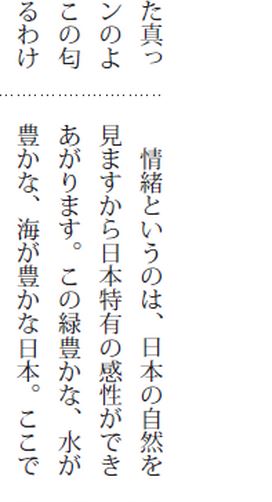 た真っ
ンのよ
この匂
るわけ
情緒というのは、日本の自然を
見ますから日本特有の感性ができ
あがります。この緑豊かな、水が
豊かな、海が豊かな日本。ここで